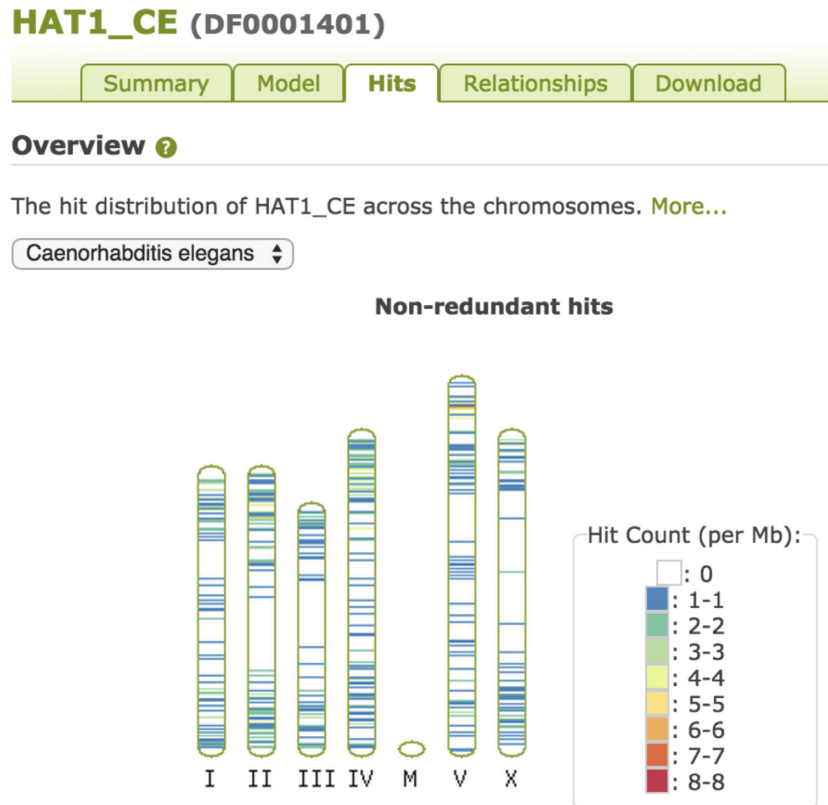 HAT1_CE (DF0001401)
Summary Model Hits Relationships Download
Overview ?
The hit distribution of HAT1_CE across the chromosomes. More...
Caenorhabditis elegans
Non-redundant hits
I II III IV M V X
Hit Count (per Mb):
: 0
: 1-1
: 2-2
: 3-3
: 4-4
: 5-5
: 6-6
: 7-7
: 8-8